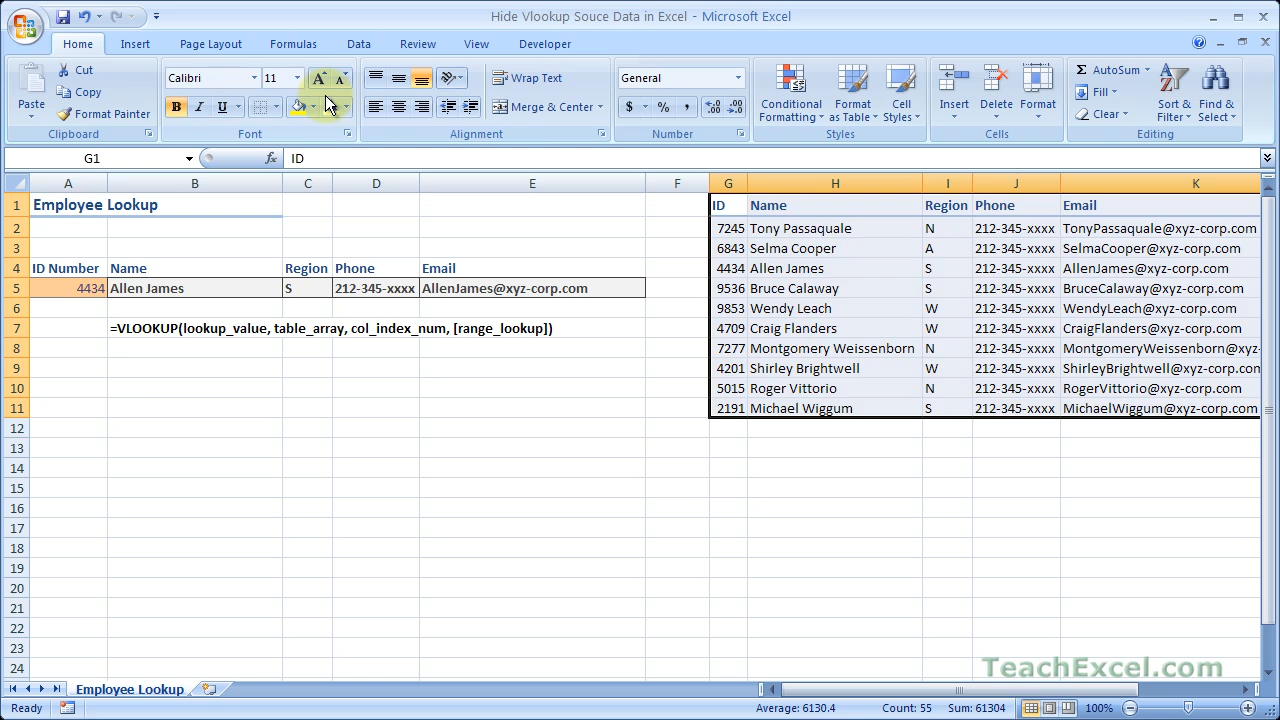 Hide Vlookup Souce Data in Excel - Microsoft Excel
Home Insert Page Layout Formulas Data Review View Developer
Paste Cut Copy Format Painter Clipboard
Calibri 11 A A B I U Font
Wrap Text Merge & Center Alignment
General $ % , .00 .0 Number
Conditional Formatting Format as Table Cell Styles Styles
Insert Delete Format Cells
Σ AutoSum Fill Clear Sort & Filter Find & Select Editing
G1 fx ID
A B C D E F G H I J K
1 Employee Lookup ID Name Region Phone Email
2 7245 Tony Passaquale N 212-345-xxxx TonyPassaquale@xyz-corp.com
3 6843 Selma Cooper A 212-345-xxxx SelmaCooper@xyz-corp.com
4 ID Number Name Region Phone Email 4434 Allen James S 212-345-xxxx AllenJames@xyz-corp.com
5 4434 Allen James S 212-345-xxxx AllenJames@xyz-corp.com 9536 Bruce Calaway S 212-345-xxxx BruceCalaway@xyz-corp.com
6 9853 Wendy Leach W 212-345-xxxx WendyLeach@xyz-corp.com
7 =VLOOKUP(lookup_value, table_array, col_index_num, [range_lookup]) 4709 Craig Flanders W 212-345-xxxx CraigFlanders@xyz-corp.com
8 7277 Montgomery Weissenborn N 212-345-xxxx MontgomeryWeissenborn@xyz-
9 4201 Shirley Brightwell W 212-345-xxxx ShirleyBrightwell@xyz-corp.con
10 5015 Roger Vittorio N 212-345-xxxx RogerVittorio@xyz-corp.com
11 2191 Michael Wiggum S 212-345-xxxx MichaelWiggum@xyz-corp.com
12
13
14
15
16
17
18
19
20
21
22
23
24
TeachExcel.com
Employee Lookup
Ready Average: 6130.4 Count: 55 Sum: 61304 100%